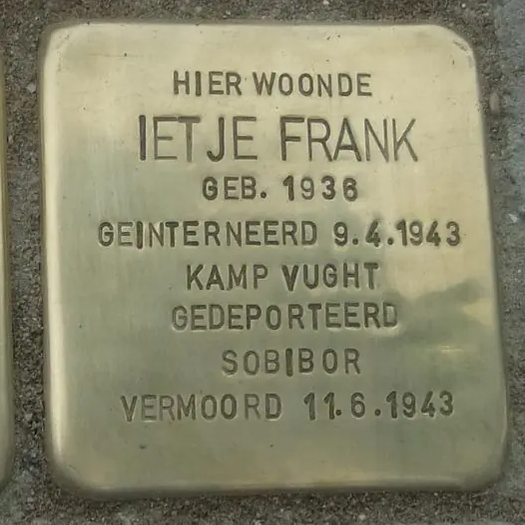 HIER WOONDE
IETJE FRANK
GEB. 1936
GEINTERNEERD 9.4.1943
KAMP VUGHT
GEDEPORTEERD
SOBIBOR
VERMOORD 11.6.1943